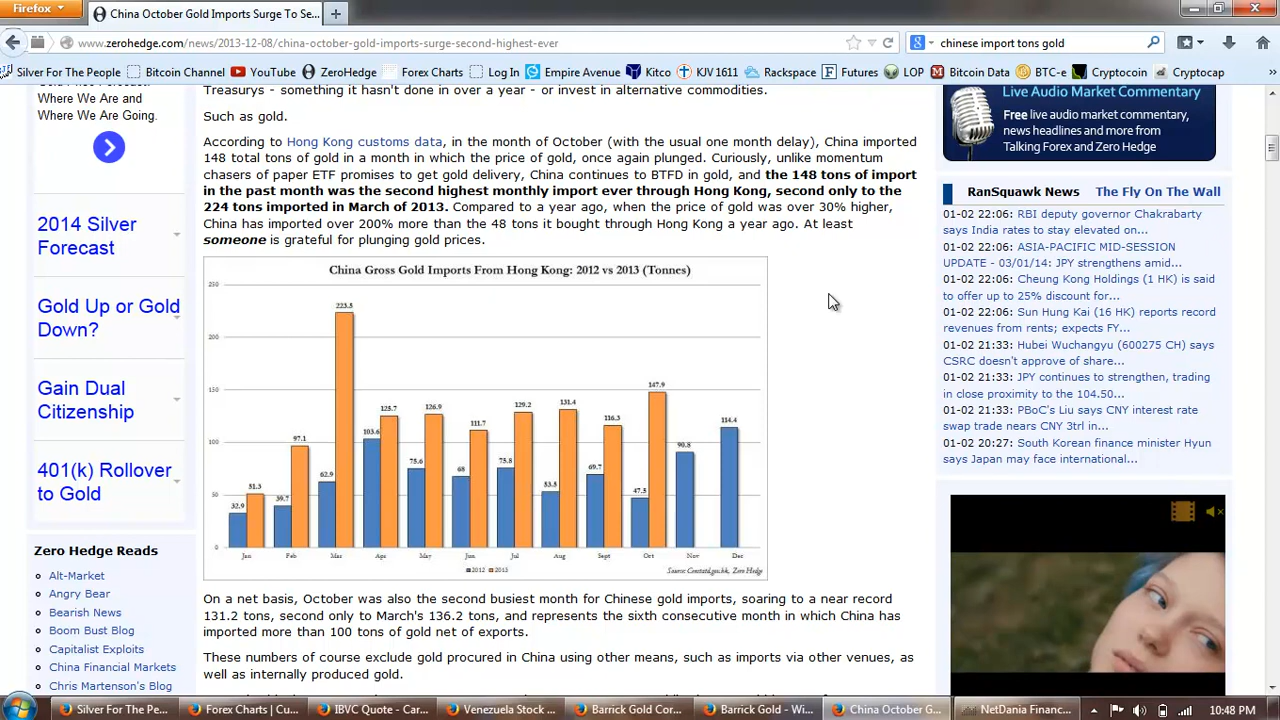 Firefox
China October Gold Imports Surge To Se...
www.zerohedge.com/news/2013-12-08/china-october-gold-imports-surge-second-highest-ever
chinese import tons gold
Silver For The People
Bitcoin Channel
YouTube
ZeroHedge
Forex Charts
Log In
Empire Avenue
Kitco
KJV 1611
Rackspace
Futures
LOP
Bitcoin Data
BTC-e
Cryptocoin
Cryptocap
»
Where We Are and
Where We Are Going.
2014 Silver
Forecast
Gold Up or Gold
Down?
Gain Dual
Citizenship
401(k) Rollover
to Gold
Zero Hedge Reads
Alt-Market
Angry Bear
Bearish News
Boom Bust Blog
Capitalist Exploits
China Financial Markets
Chris Martenson's Blog
Treasurys - something it hasn't done in over a year - or invest in alternative commodities.
Such as gold.
According to Hong Kong customs data, in the month of October (with the usual one month delay), China imported
148 total tons of gold in a month in which the price of gold, once again plunged. Curiously, unlike momentum
chasers of paper ETF promises to get gold delivery, China continues to BTFD in gold, and the 148 tons of import
in the past month was the second highest monthly import ever through Hong Kong, second only to the
224 tons imported in March of 2013. Compared to a year ago, when the price of gold was over 30% higher,
China has imported over 200% more than the 48 tons it bought through Hong Kong a year ago. At least
someone is grateful for plunging gold prices.
China Gross Gold Imports From Hong Kong: 2012 vs 2013 (Tonnes)
250
200
150
100
50
0
32.9 51.3 39.7 97.1 62.9 223.5 103.6 125.7 75.6 126.9 68 111.7 75.8 129.2 53.5 131.4 69.7 116.3 47.5 147.9 90.8 114.4
Jan Feb Mar Apr May Jun Jul Aug Sept Oct Nov Dec
2012 2013
Source: Censtatd.gov.hk, Zero Hedge
On a net basis, October was also the second busiest month for Chinese gold imports, soaring to a near record
131.2 tons, second only to March's 136.2 tons, and represents the sixth consecutive month in which China has
imported more than 100 tons of gold net of exports.
These numbers of course exclude gold procured in China using other means, such as imports via other venues, as
well as internally produced gold.
Live Audio Market Commentary
Free live audio market commentary,
news headlines and more from
Talking Forex and Zero Hedge
RanSquawk News
The Fly On The Wall
01-02 22:06: RBI deputy governor Chakrabarty
says India rates to stay elevated on...
01-02 22:06: ASIA-PACIFIC MID-SESSION
UPDATE - 03/01/14: JPY strengthens amid...
01-02 22:06: Cheung Kong Holdings (1 HK) is said
to offer up to 25% discount for...
01-02 22:06: Sun Hung Kai (16 HK) reports record
revenues from rents; expects FY...
01-02 21:33: Hubei Wuchangyu (600275 CH) says
CSRC doesn't approve of share...
01-02 21:33: JPY continues to strengthen, trading
in close proximity to the 104.50...
01-02 21:33: PBoC's Liu says CNY interest rate
swap trade nears CNY 3trl in...
01-02 20:27: South Korean finance minister Hyun
says Japan may face international...
Silver For The Pe...
Forex Charts | Cu...
IBVC Quote - Car...
Venezuela Stock ...
Barrick Gold Cor...
Barrick Gold - Wi...
China October G...
NetDania Financ...
10:48 PM